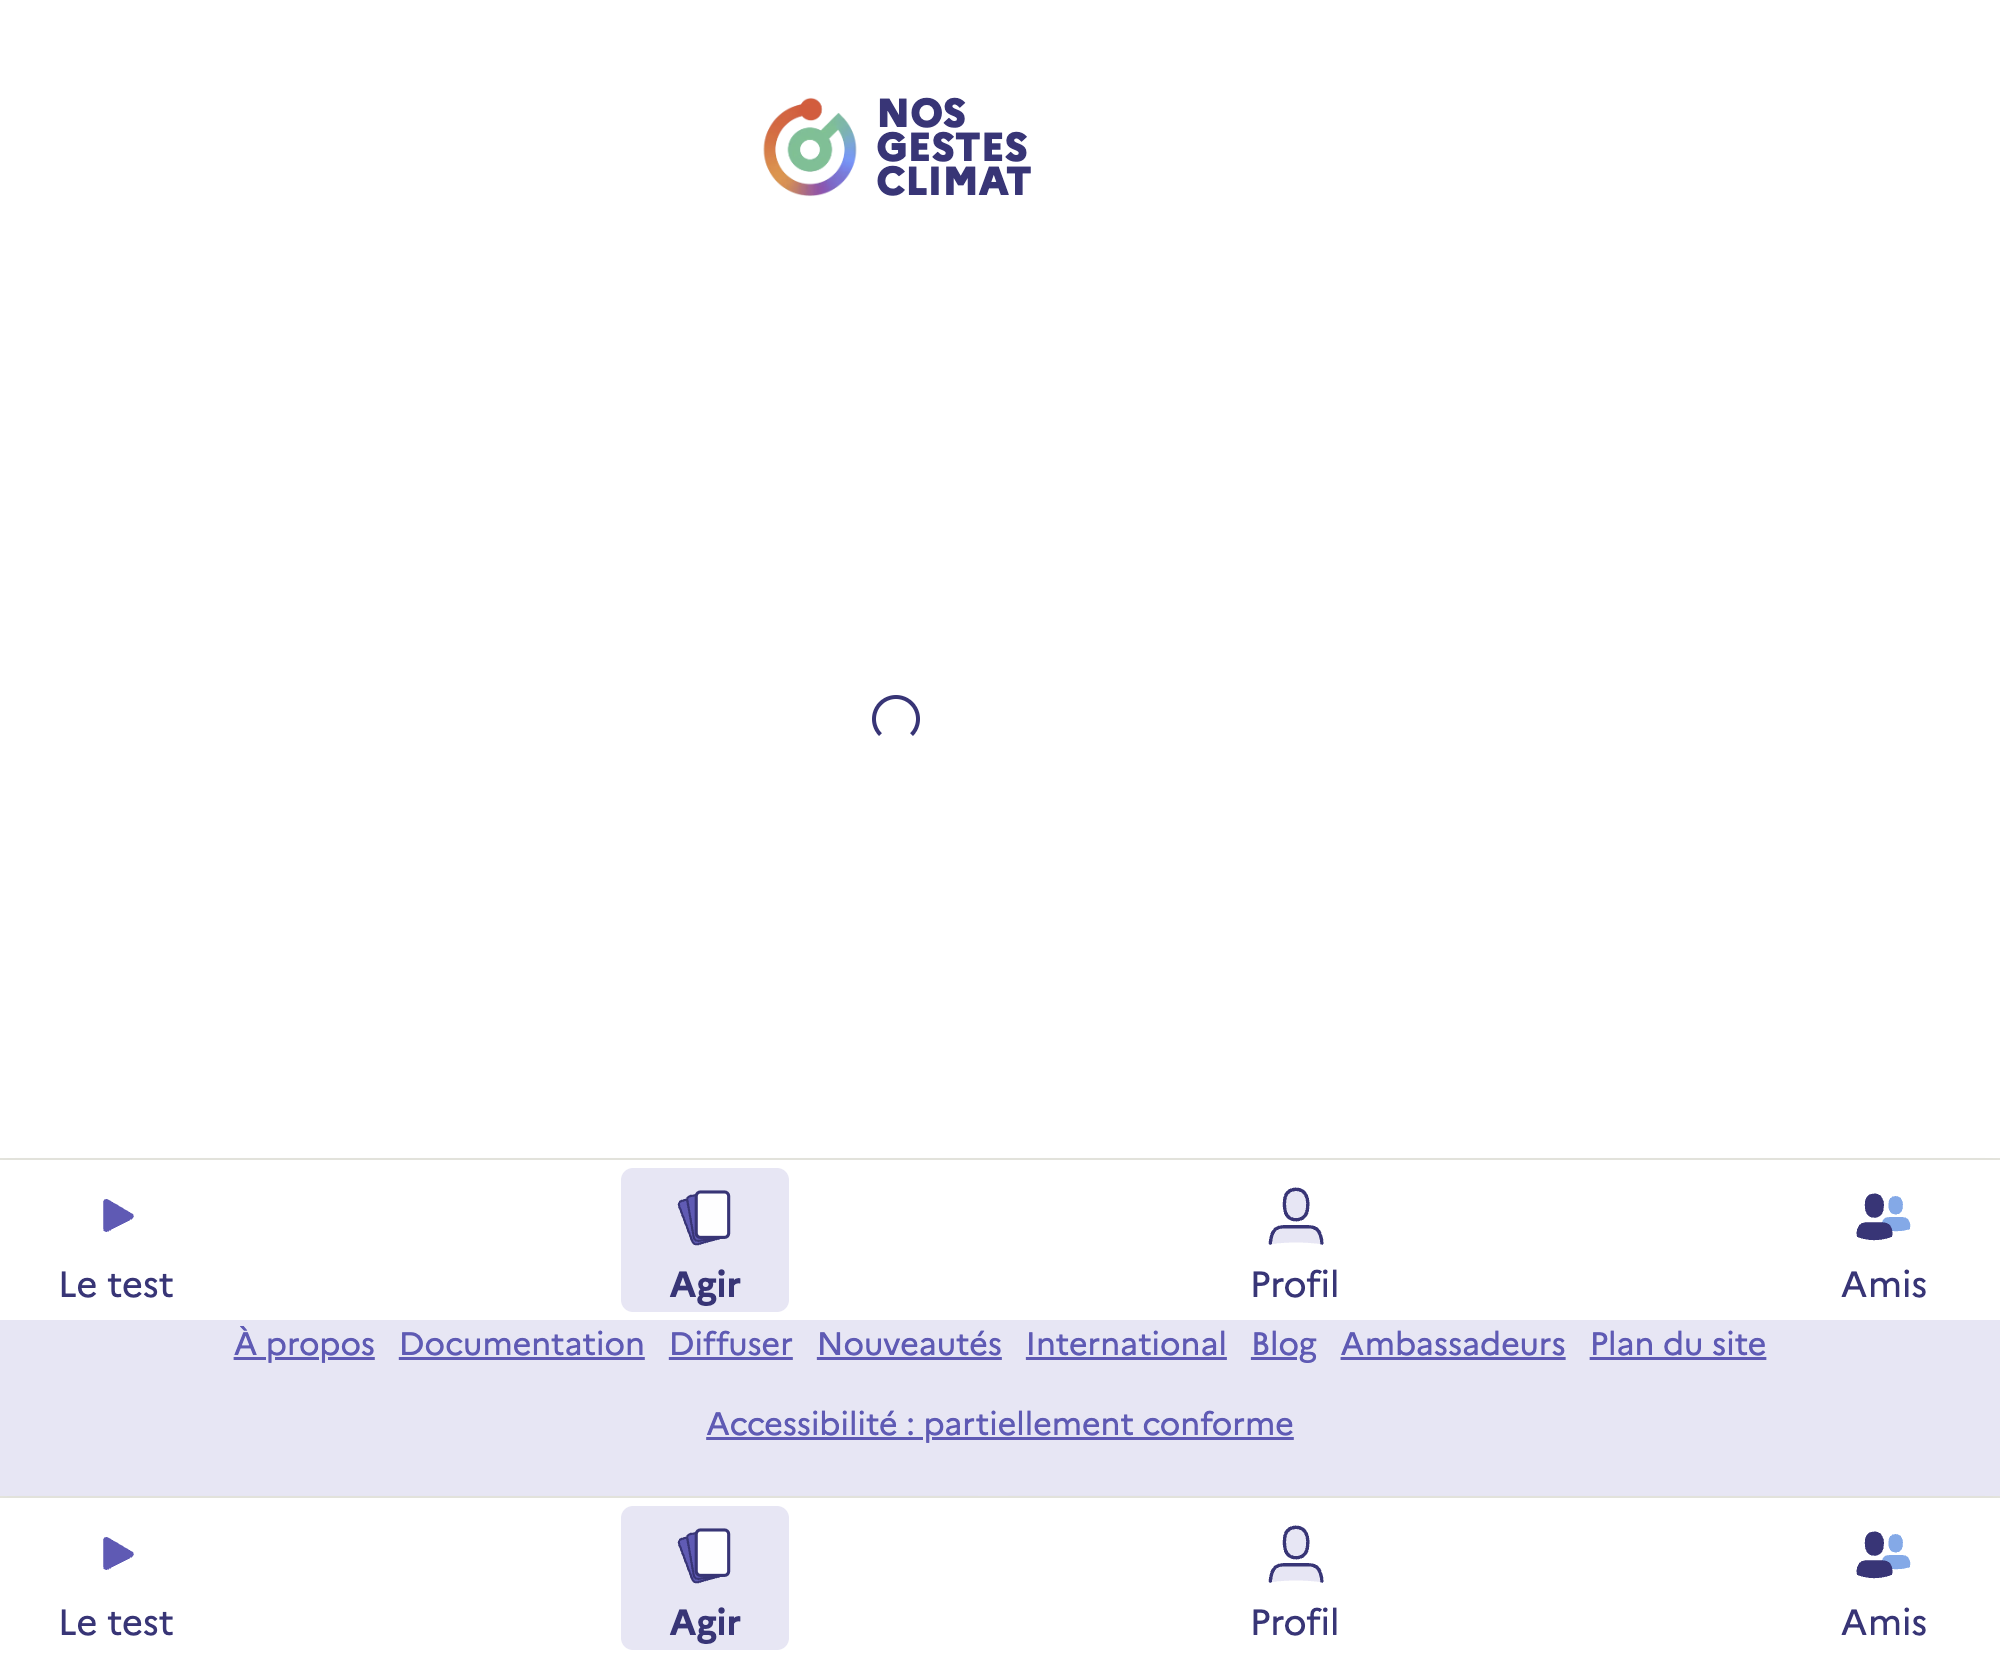 NOS
GESTES
CLIMAT
Le test Agir Profil Amis
À propos Documentation Diffuser Nouveautés International Blog Ambassadeurs Plan du site
Accessibilité : partiellement conforme
Le test Agir Profil Amis